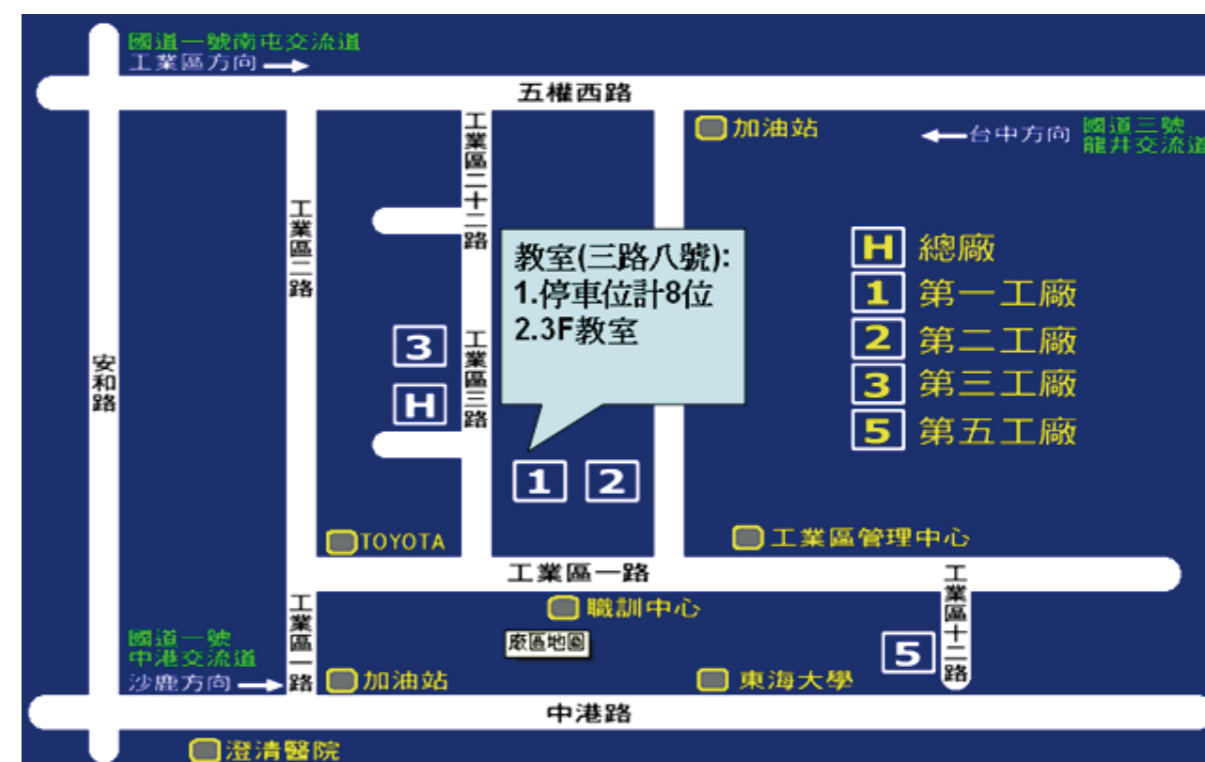 國道一號南屯交流道
工業區方向
五權西路
加油站
台中方向
國道三號
龍井交流道
工業區二十二路
工業區二路
教室(三路八號):
1.停車位計8位
2.3F教室
H 總廠
1 第一工廠
2 第二工廠
3 第三工廠
5 第五工廠
安和路
3
H
工業區三路
1
2
TOYOTA
工業區管理中心
工業區一路
職訓中心
廠區地圖
工業區一路
工業區十二路
5
國道一號
中港交流道
沙鹿方向
加油站
東海大學
中港路
澄清醫院